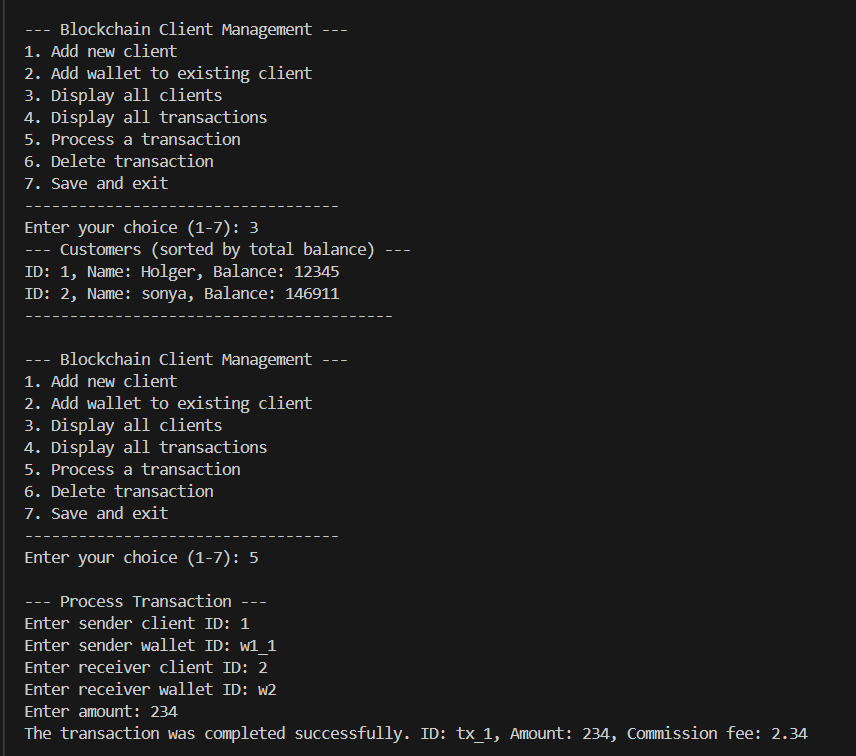 --- Blockchain Client Management ---
1. Add new client
2. Add wallet to existing client
3. Display all clients
4. Display all transactions
5. Process a transaction
6. Delete transaction
7. Save and exit
-----------------------------------
Enter your choice (1-7): 3
--- Customers (sorted by total balance) ---
ID: 1, Name: Holger, Balance: 12345
ID: 2, Name: sonya, Balance: 146911
-----------------------------------------
--- Blockchain Client Management ---
1. Add new client
2. Add wallet to existing client
3. Display all clients
4. Display all transactions
5. Process a transaction
6. Delete transaction
7. Save and exit
-----------------------------------
Enter your choice (1-7): 5
--- Process Transaction ---
Enter sender client ID: 1
Enter sender wallet ID: w1_1
Enter receiver client ID: 2
Enter receiver wallet ID: w2
Enter amount: 234
The transaction was completed successfully. ID: tx_1, Amount: 234, Commission fee: 2.34